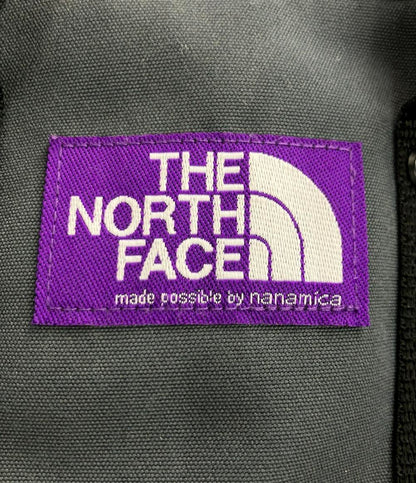 THE
NORTH
FACE
made possible by nanamica